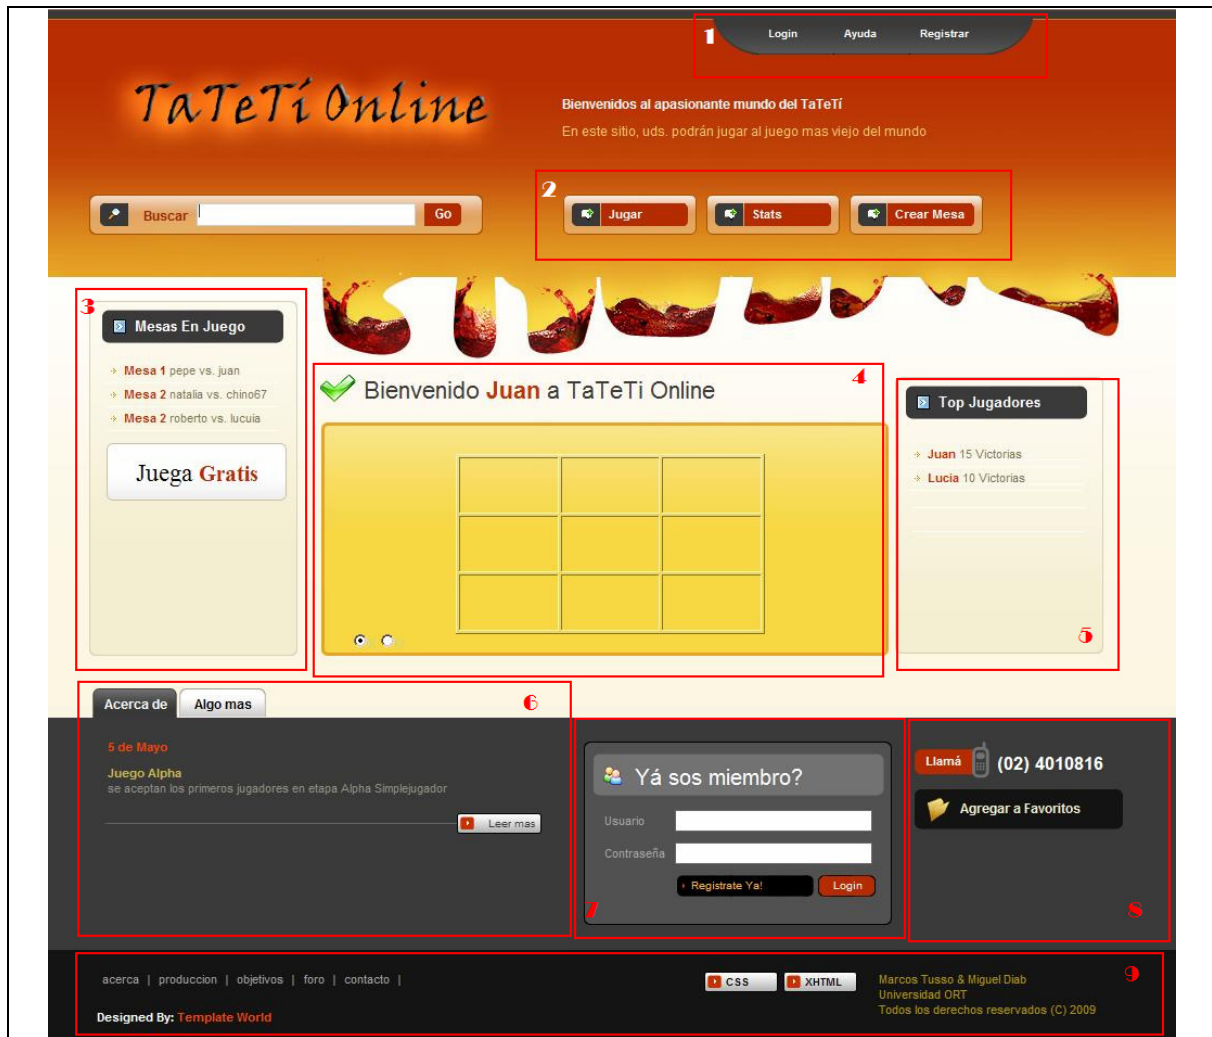 1
Login Ayuda Registrar
TaTeTí Online
Bienvenidos al apasionante mundo del TaTeTí
En este sitio, uds. podrán jugar al juego mas viejo del mundo
2
Buscar Go
Jugar Stats Crear Mesa
3
Mesas En Juego
Mesa 1 pepe vs. juan
Mesa 2 natalia vs. chino67
Mesa 2 roberto vs. lucuia
Juega Gratis
4
Bienvenido Juan a TaTeTi Online
Top Jugadores
Juan 15 Victorias
Lucia 10 Victorias
5
Acerca de Algo mas
6
5 de Mayo
Juego Alpha
se aceptan los primeros jugadores en etapa Alpha Simplejugador
Leer mas
Yá sos miembro?
Usuario
Contraseña
Registrate Ya! Login
7
Llamá (02) 4010816
Agregar a Favoritos
8
9
acerca | produccion | objetivos | foro | contacto |
CSS XHTML
Marcos Tusso & Miguel Diab
Universidad ORT
Todos los derechos reservados (C) 2009
Designed By: Template World